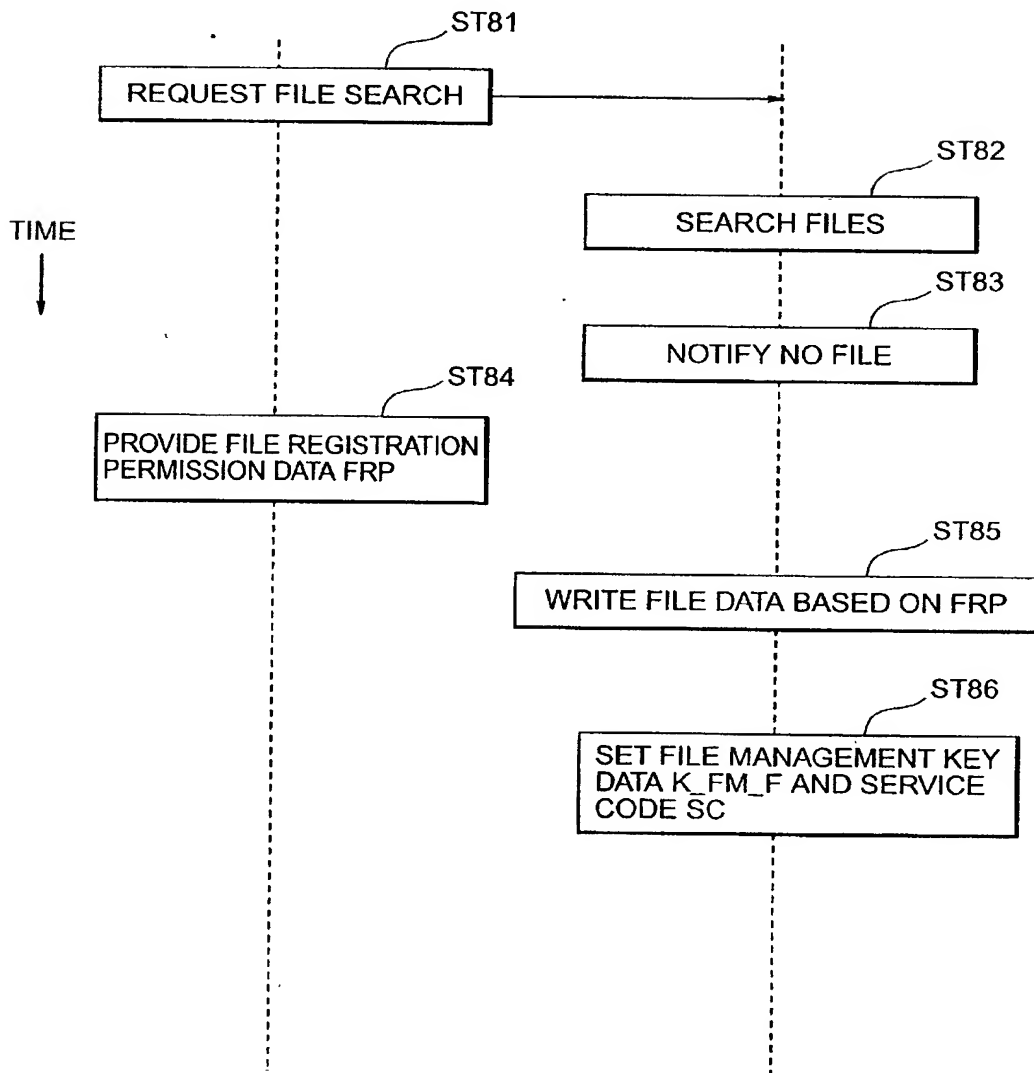 ST81
REQUEST FILE SEARCH
ST82
SEARCH FILES
TIME
ST83
NOTIFY NO FILE
ST84
PROVIDE FILE REGISTRATION
PERMISSION DATA FRP
ST85
WRITE FILE DATA BASED ON FRP
ST86
SET FILE MANAGEMENT KEY
DATA K_FM_F AND SERVICE
CODE SC